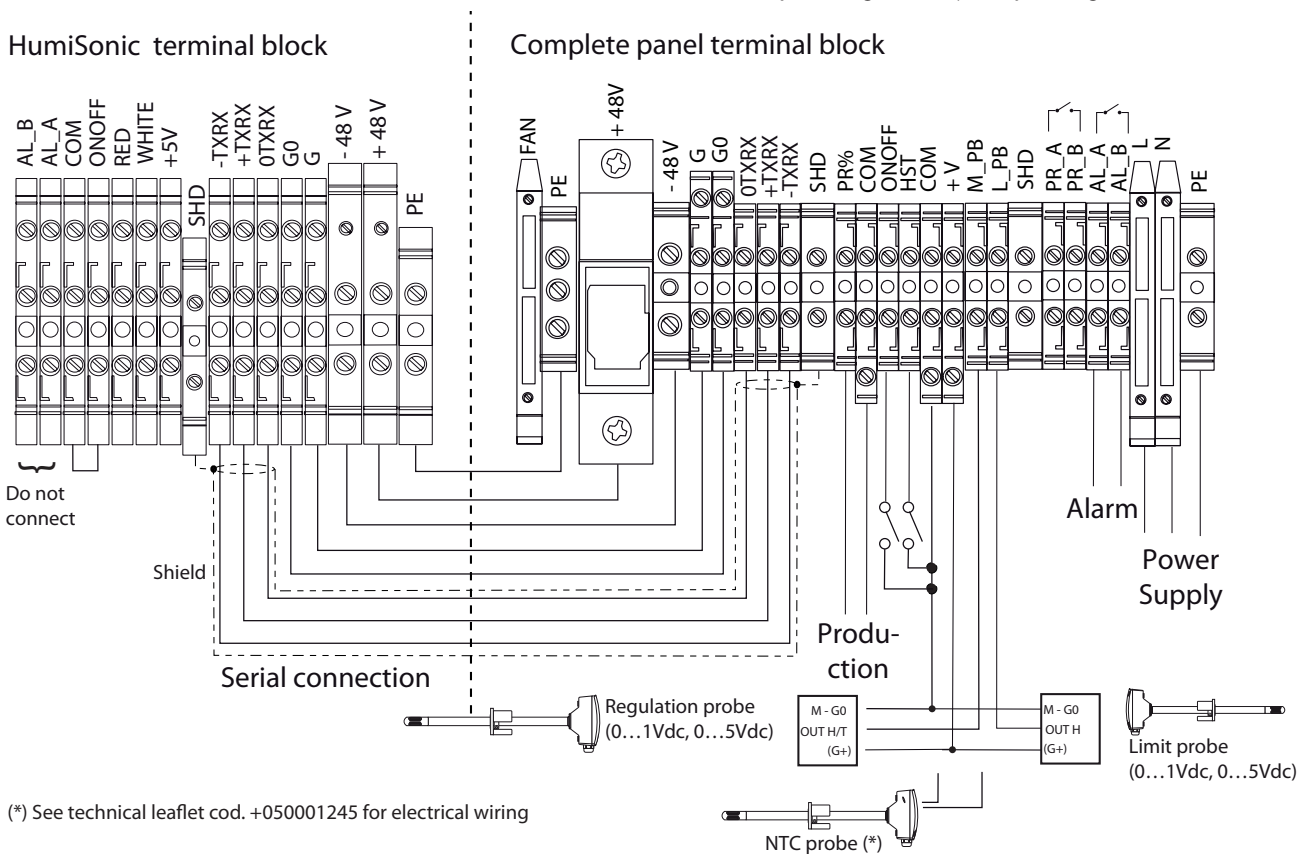 HumiSonic terminal block
Complete panel terminal block
AL_B
AL_A
COM
ONOFF
RED
WHITE
+5V
SHD
-TXRX
+TXRX
0TXRX
G0
G
- 48 V
+ 48 V
PE
FAN
PE
+ 48V
- 48 V
G
G0
0TXRX
+TXRX
-TXRX
SHD
PR%
COM
ONOFF
HST
COM
+ V
M_PB
L_PB
SHD
PR_A
PR_B
AL_A
AL_B
L
N
PE
Do not
connect
Shield
Serial connection
Produ-
ction
Alarm
Power
Supply
Regulation probe
(0…1Vdc, 0…5Vdc)
M - G0
OUT H/T
(G+)
M - G0
OUT H
(G+)
Limit probe
(0…1Vdc, 0…5Vdc)
NTC probe (*)
(*) See technical leaflet cod. +050001245 for electrical wiring